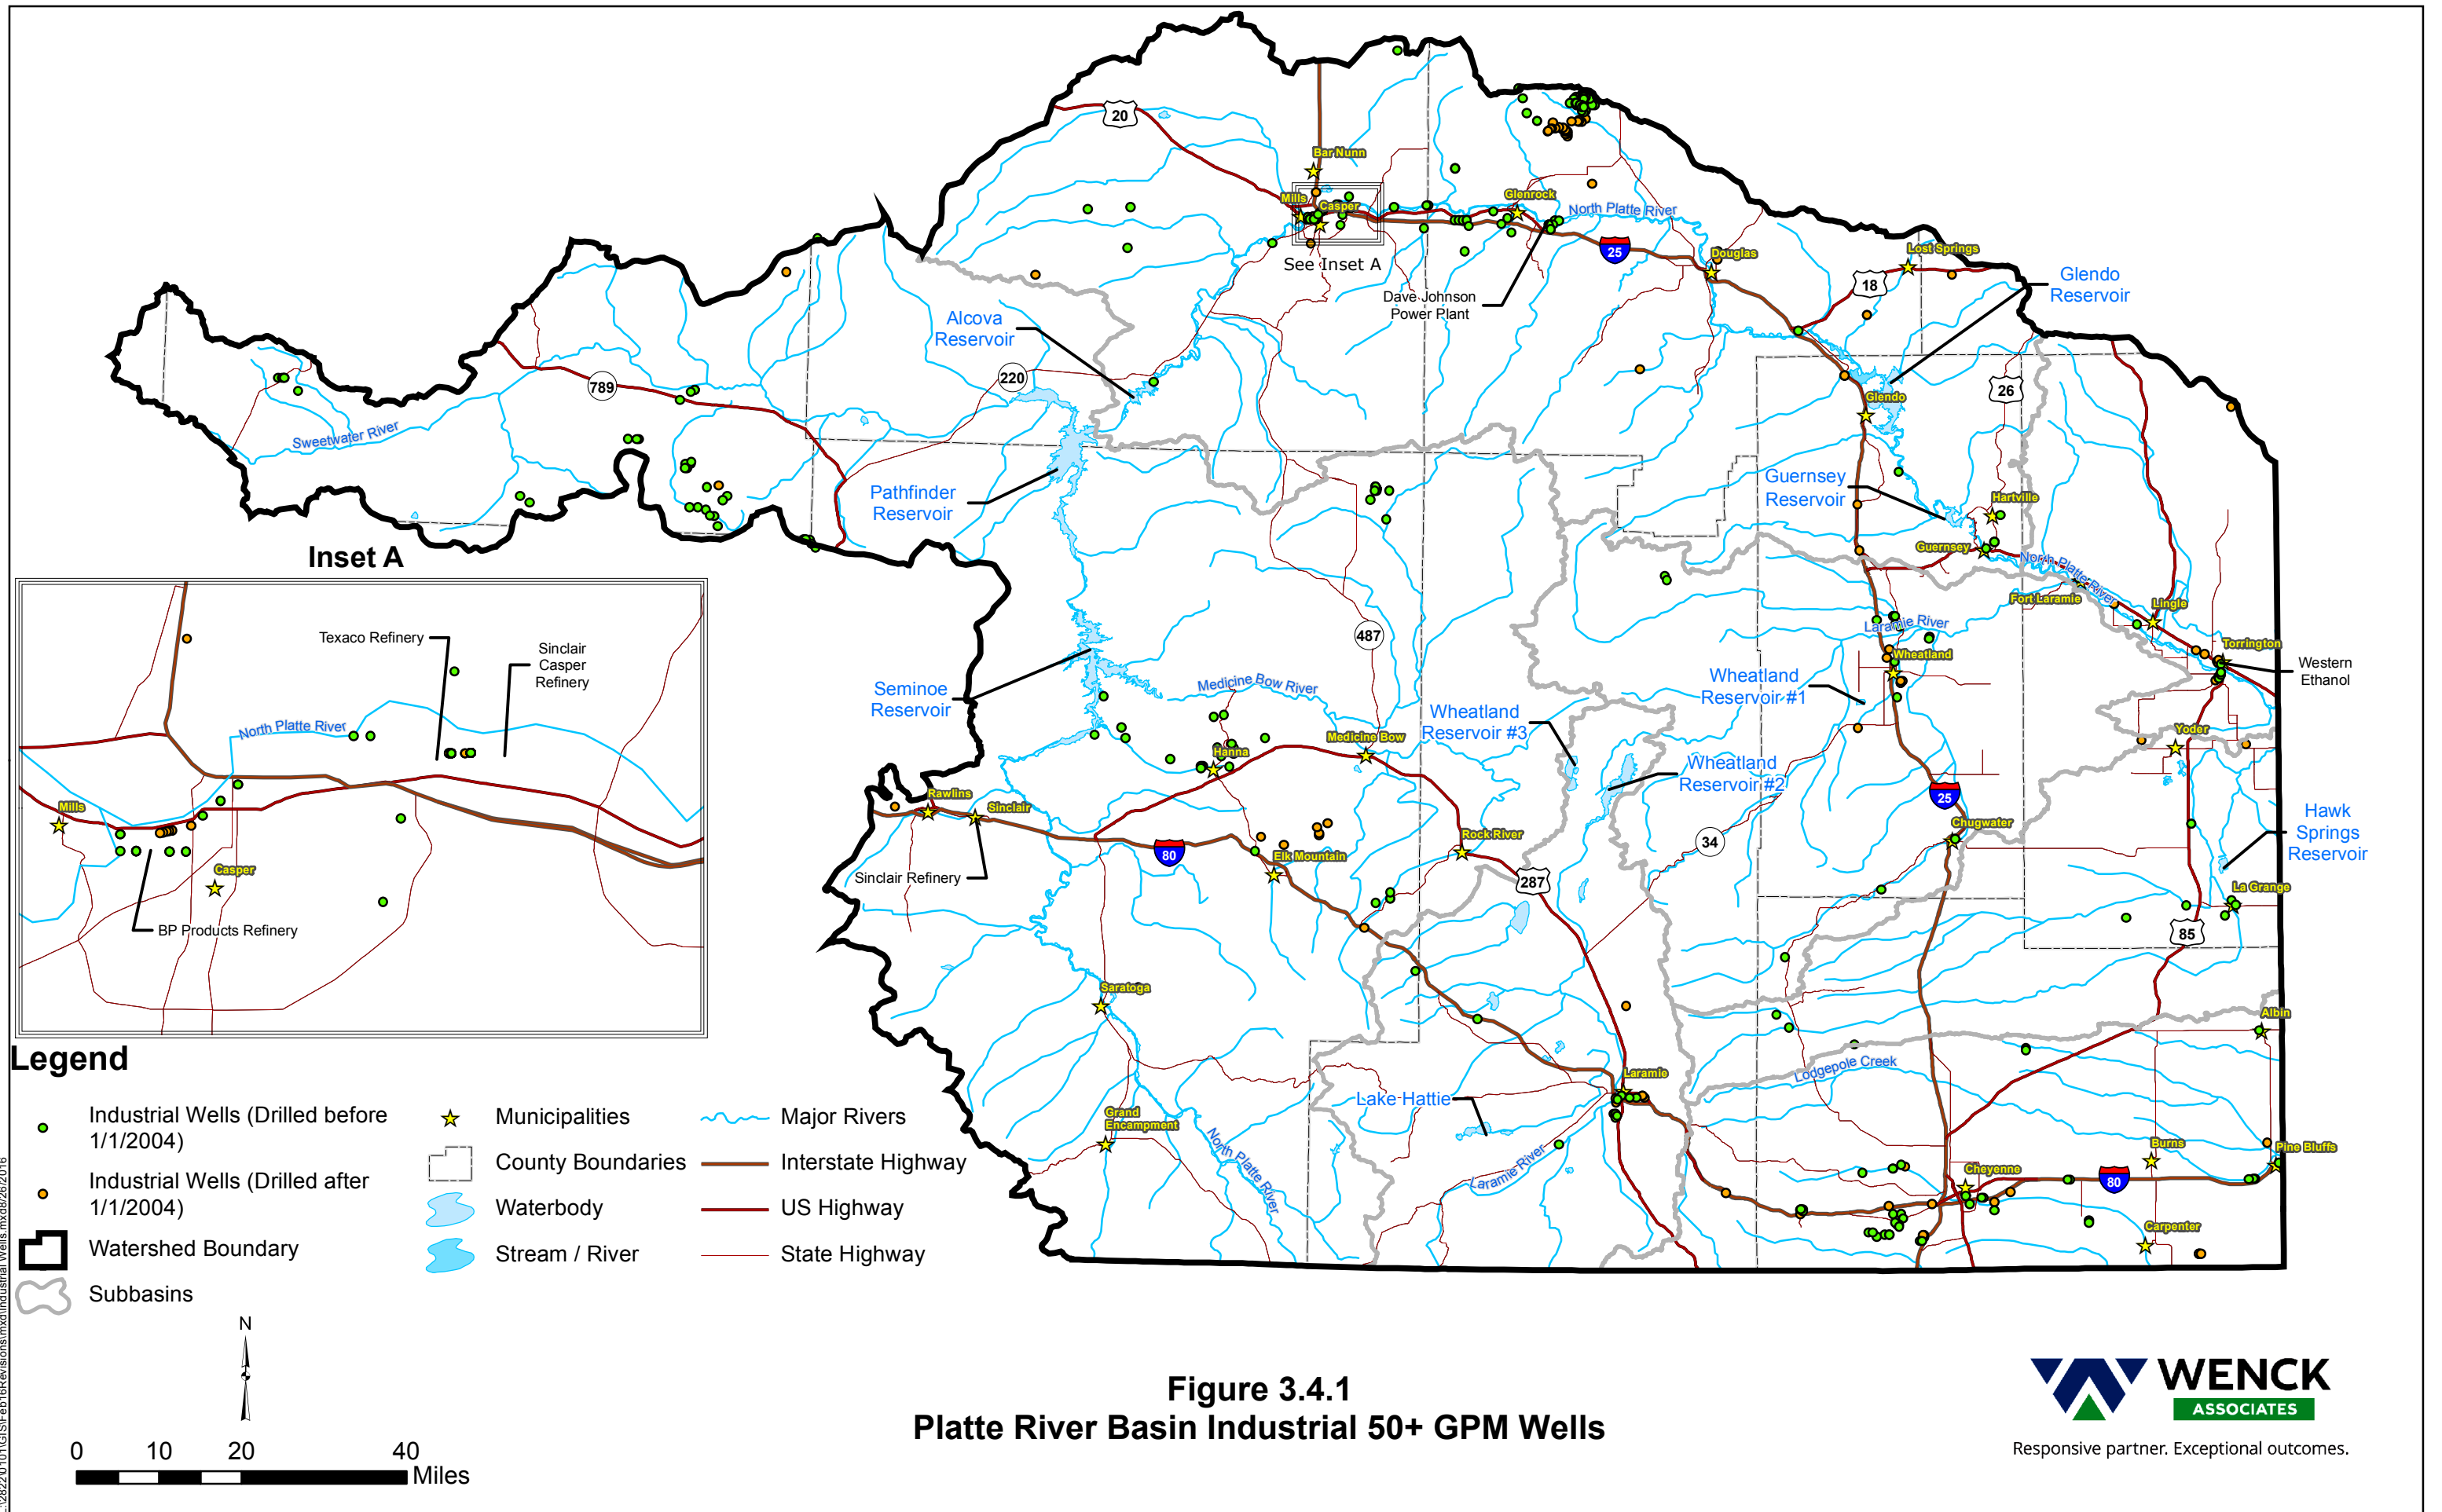 20
Bar Nunn
Mills
Casper
See Inset A
Glenrock
North Platte River
25
Douglas
Lost Springs
18
Glendo
Reservoir
Dave Johnson
Power Plant
Alcova
Reservoir
220
789
Sweetwater River
26
Glendo
Pathfinder
Reservoir
Guernsey
Reservoir
Hartville
Guernsey
North Platte River
Fort Laramie
Lingle
Laramie River
Torrington
Western
Ethanol
Wheatland
487
Seminoe
Reservoir
Medicine Bow River
Wheatland
Reservoir #1
Wheatland
Reservoir #3
Wheatland
Reservoir #2
Yoder
Medicine Bow
Hanna
Rawlins
Sinclair
25
Hawk
Springs
Reservoir
Chugwater
Rock River
34
80
Elk Mountain
Sinclair Refinery
287
La Grange
85
Saratoga
Albin
Lodgepole Creek
Laramie
Lake Hattie
Grand
Encampment
North Platte River
Laramie River
Burns
Pine Bluffs
Cheyenne
80
Carpenter
Inset A
Texaco Refinery
Sinclair
Casper
Refinery
North Platte River
Mills
Casper
BP Products Refinery
Legend
Industrial Wells (Drilled before
1/1/2004)
Industrial Wells (Drilled after
1/1/2004)
Watershed Boundary
Subbasins
Municipalities
County Boundaries
Waterbody
Stream / River
Major Rivers
Interstate Highway
US Highway
State Highway
N
0 10 20 40
Miles
Figure 3.4.1
Platte River Basin Industrial 50+ GPM Wells
WENCK
ASSOCIATES
Responsive partner. Exceptional outcomes.